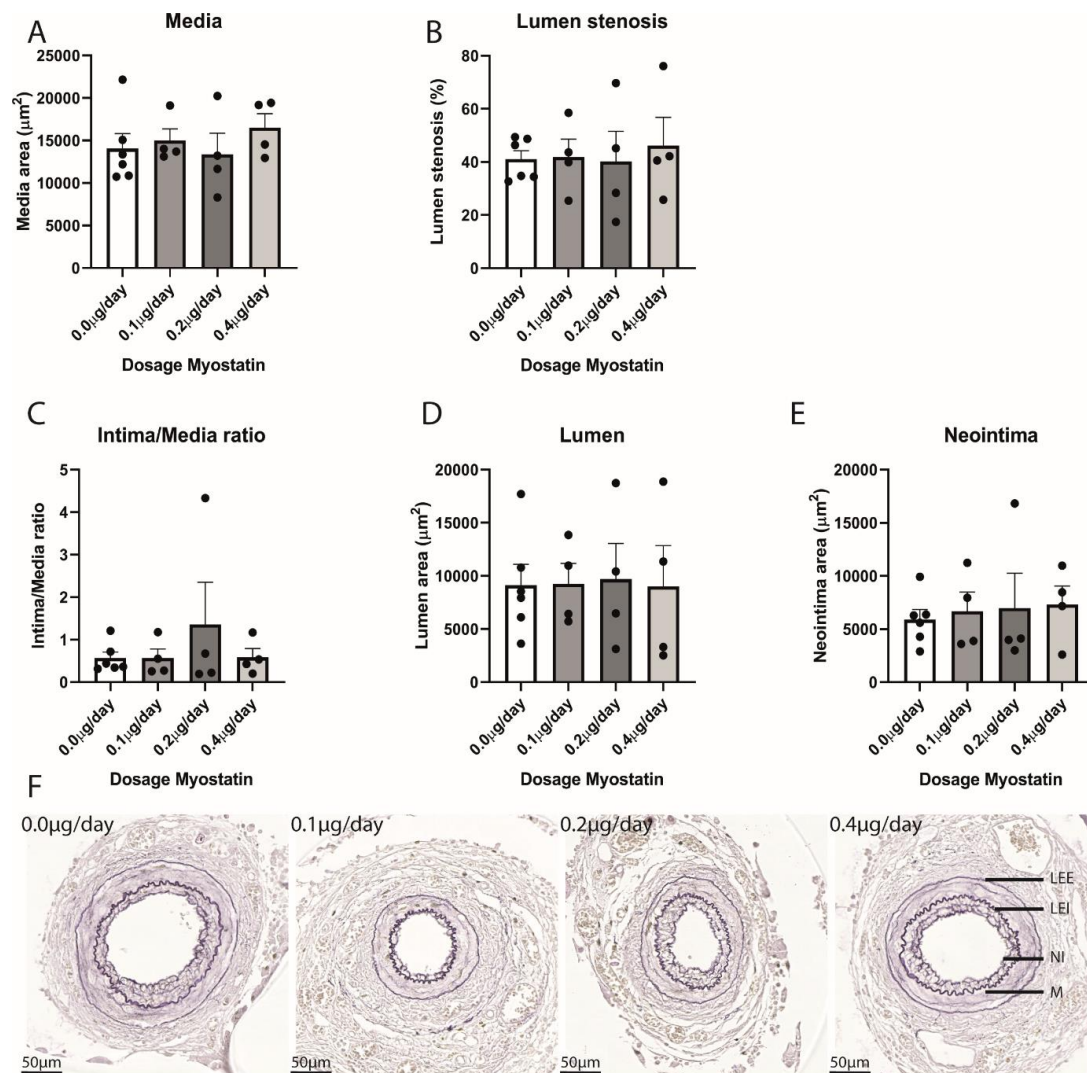 A
Media
Media area (µm²)
25000
20000
15000
10000
5000
0
0.0µg/day
0.1µg/day
0.2µg/day
0.4µg/day
Dosage Myostatin
B
Lumen stenosis
Lumen stenosis (%)
80
60
40
20
0
0.0µg/day
0.1µg/day
0.2µg/day
0.4µg/day
Dosage Myostatin
C
Intima/Media ratio
Intima/Media ratio
5
4
3
2
1
0
0.0µg/day
0.1µg/day
0.2µg/day
0.4µg/day
Dosage Myostatin
D
Lumen
Lumen area (µm²)
20000
15000
10000
5000
0
0.0µg/day
0.1µg/day
0.2µg/day
0.4µg/day
Dosage Myostatin
E
Neointima
Neointima area (µm²)
20000
15000
10000
5000
0
0.0µg/day
0.1µg/day
0.2µg/day
0.4µg/day
Dosage Myostatin
F
0.0µg/day
50µm
0.1µg/day
50µm
0.2µg/day
50µm
0.4µg/day
LEE
LEI
NI
M
50µm